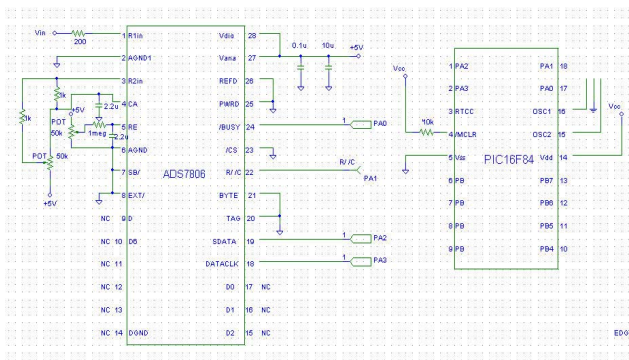 Vin
200
1 R1in
2 AGND1
3 R2in
4 CA
5 RE
6 AGND
7 SB/
8 EXT/
NC 9 D
NC 10 D6
NC 11
NC 12
NC 13
NC 14 DGND
1k
1k
+5V
2.2u
POT
50k
1meg
2.2u
POT 50k
+5V
ADS7806
Vdio 28
Vana 27
REFD 26
PWRD 25
/BUSY 24
/CS 23
R//C 22
BYTE 21
TAG 20
SDATA 19
DATACLK 18
D0 17 NC
D1 16 NC
D2 15 NC
0.1u 10u
+5V
1 PA0
R//C
PA1
1 PA2
1 PA3
Vcc
10k
1 PA2
2 PA3
3 RTCC
4 /MCLR
5 Vss
6 PB
7 PB
8 PB
9 PB
PIC16F84
PA1 18
PA0 17
OSC1 16
OSC2 15
Vdd 14
PB7 13
PB6 12
PB5 11
PB4 10
Vcc
EDG